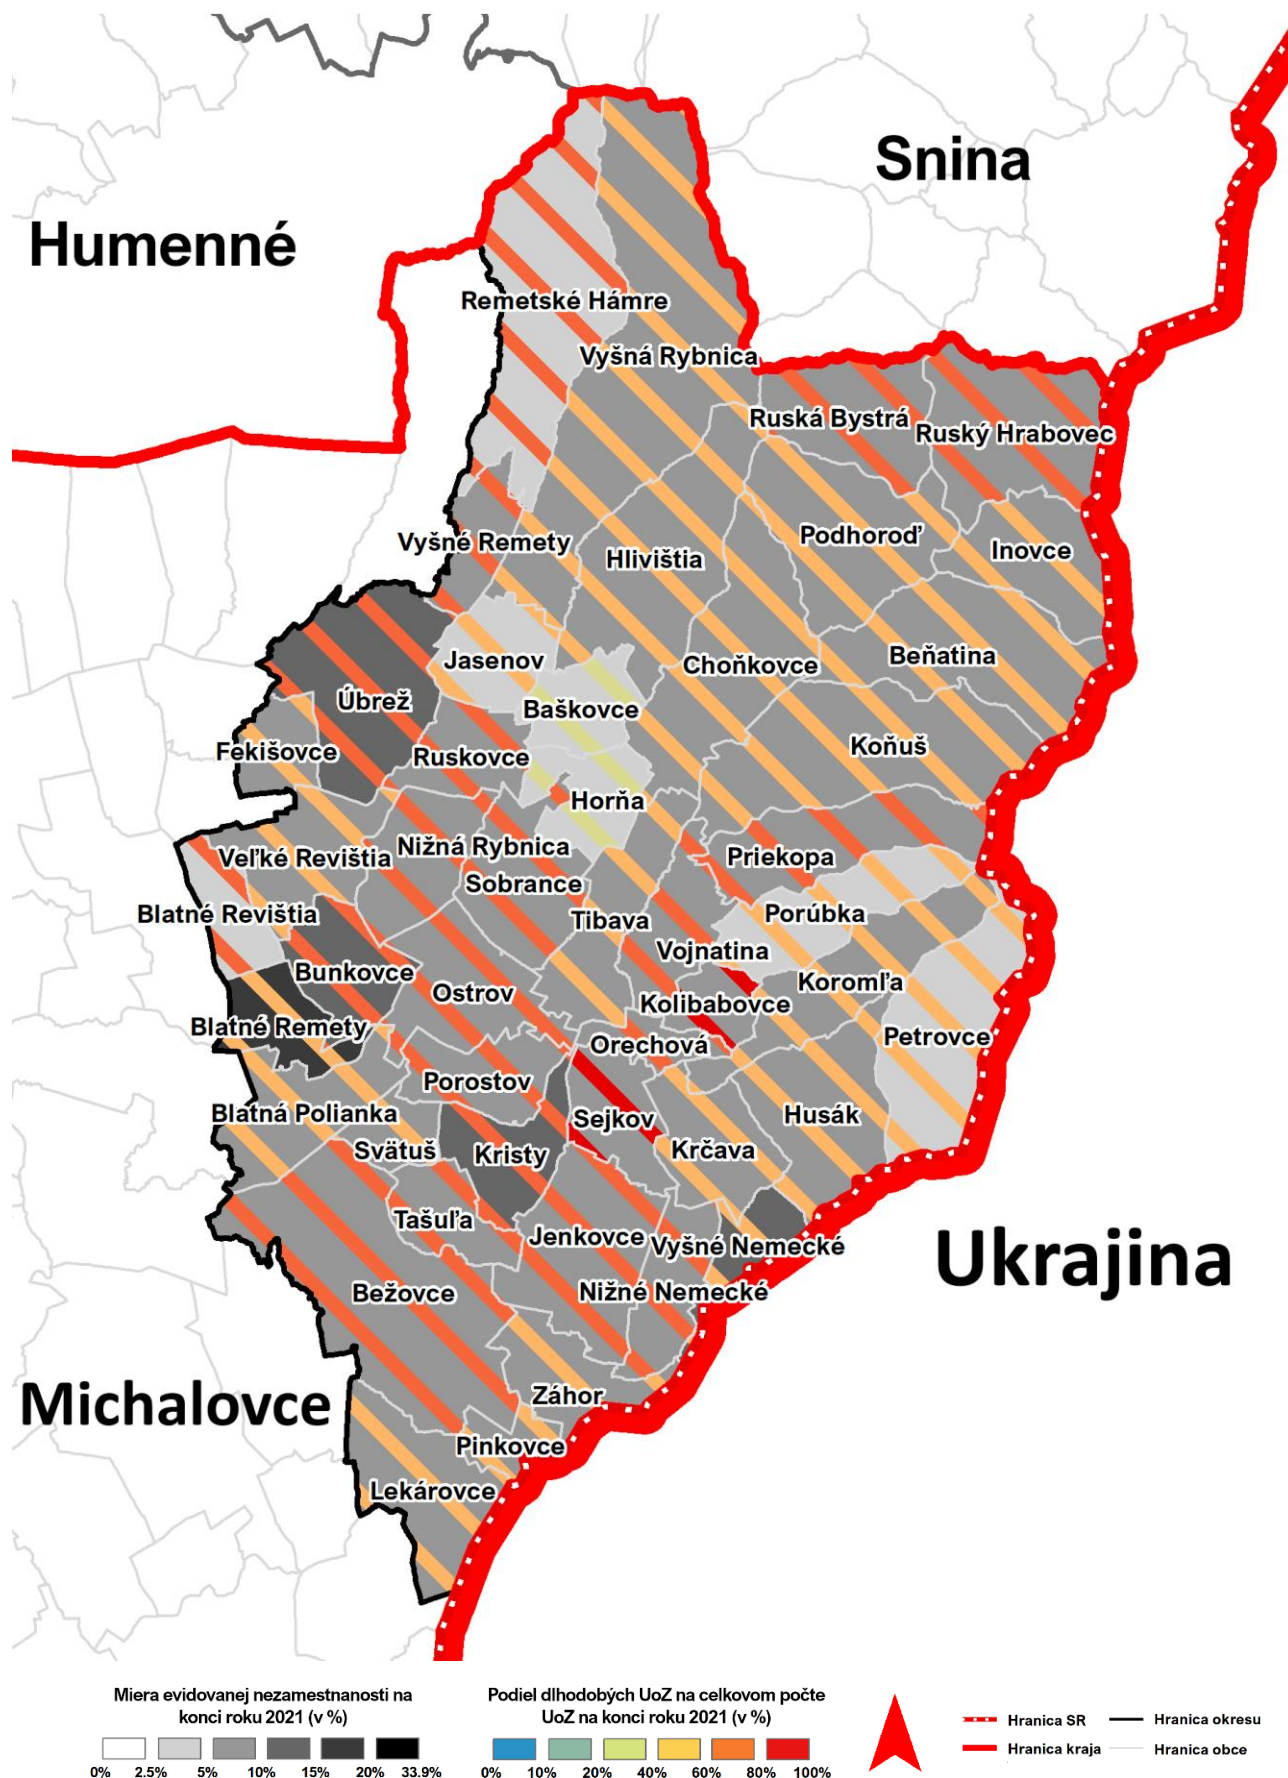 Snina
Humenné
Remetské Hámre
Vyšná Rybnica
Ruská Bystrá
Ruský Hrabovec
Vyšné Remety
Hlivištia
Podhoroď
Inovce
Jasenov
Choňkovce
Beňatina
Úbrež
Baškovce
Fekišovce
Ruskovce
Koňuš
Horňa
Veľké Revištia
Nižná Rybnica
Priekopa
Sobrance
Blatné Revištia
Tibava
Porúbka
Vojnatina
Bunkovce
Ostrov
Koromľa
Kolibabovce
Blatné Remety
Orechová
Petrovce
Porostov
Blatná Polianka
Sejkov
Husák
Svätuš
Kristy
Krčava
Tašuľa
Jenkovce
Vyšné Nemecké
Ukrajina
Bežovce
Nižné Nemecké
Michalovce
Záhor
Pinkovce
Lekárovce
Miera evidovanej nezamestnanosti na
konci roku 2021 (v %)
0% 2.5% 5% 10% 15% 20% 33.9%
Podiel dlhodobých UoZ na celkovom počte
UoZ na konci roku 2021 (v %)
0% 10% 20% 40% 60% 80% 100%
Hranica SR
Hranica okresu
Hranica kraja
Hranica obce